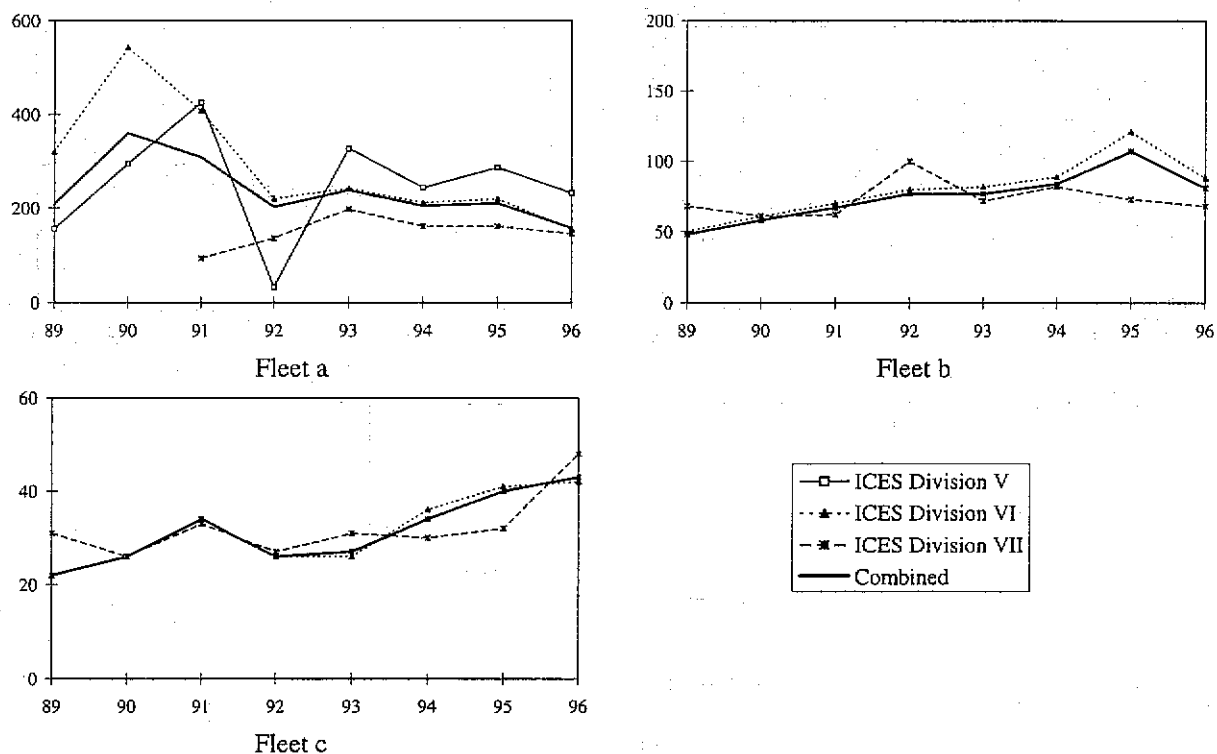 600
400
200
0
89 90 91 92 93 94 95 96
Fleet a
200
150
100
50
0
89 90 91 92 93 94 95 96
Fleet b
60
40
20
0
89 90 91 92 93 94 95 96
Fleet c
ICES Division V
ICES Division VI
ICES Division VII
Combined